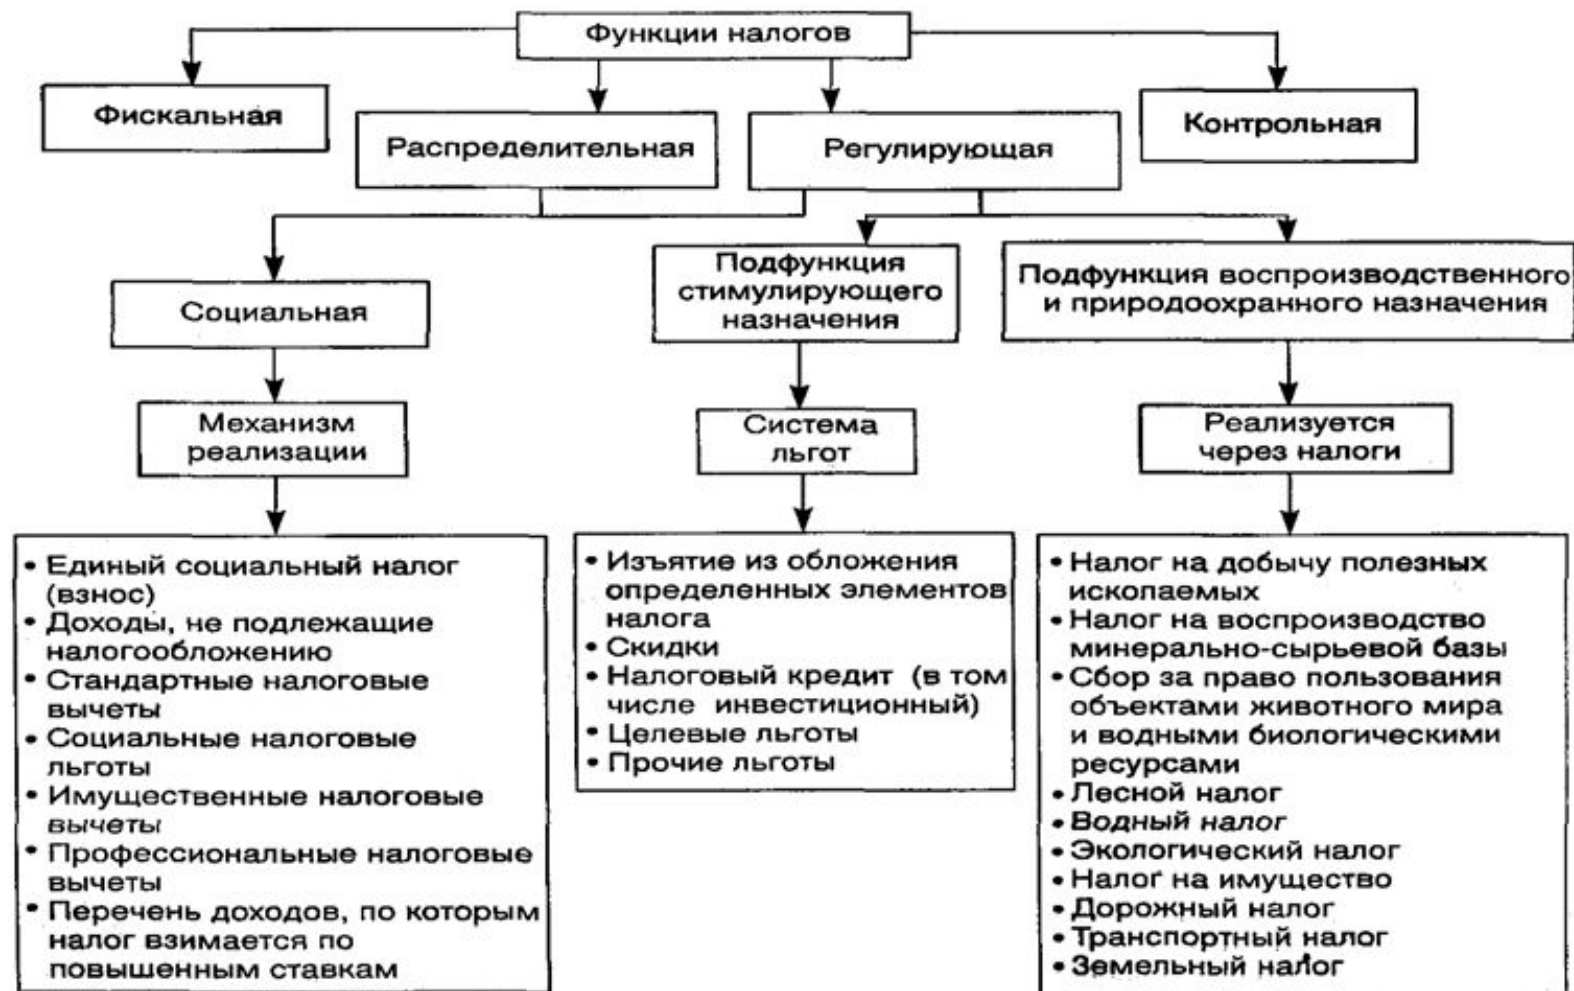 Функции налогов
Фискальная
Распределительная
Регулирующая
Контрольная
Социальная
Подфункция
стимулирующего
назначения
Подфункция воспроизводственного
и природоохранного назначения
Механизм
реализации
Система
льгот
Реализуется
через налоги
• Единый социальный налог
(взнос)
• Доходы, не подлежащие
налогообложению
• Стандартные налоговые
вычеты
• Социальные налоговые
льготы
• Имущественные налоговые
вычеты
• Профессиональные налоговые
вычеты
• Перечень доходов, по которым
налог взимается по
повышенным ставкам
• Изъятие из обложения
определенных элементов
налога
• Скидки
• Налоговый кредит (в том
числе инвестиционный)
• Целевые льготы
• Прочие льготы
• Налог на добычу полезных
ископаемых
• Налог на воспроизводство
минерально-сырьевой базы
• Сбор за право пользования
объектами животного мира
и водными биологическими
ресурсами
• Лесной налог
• Водный налог
• Экологический налог
• Налог на имущество
• Дорожный налог
• Транспортный налог
• Земельный налог